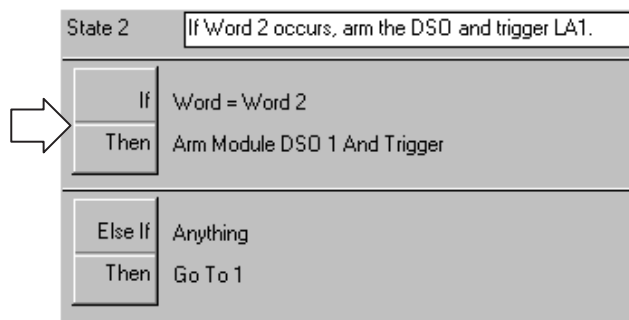 State 2 If Word 2 occurs, arm the DSO and trigger LA1.
If Word = Word 2
Then Arm Module DSO 1 And Trigger
Else If Anything
Then Go To 1